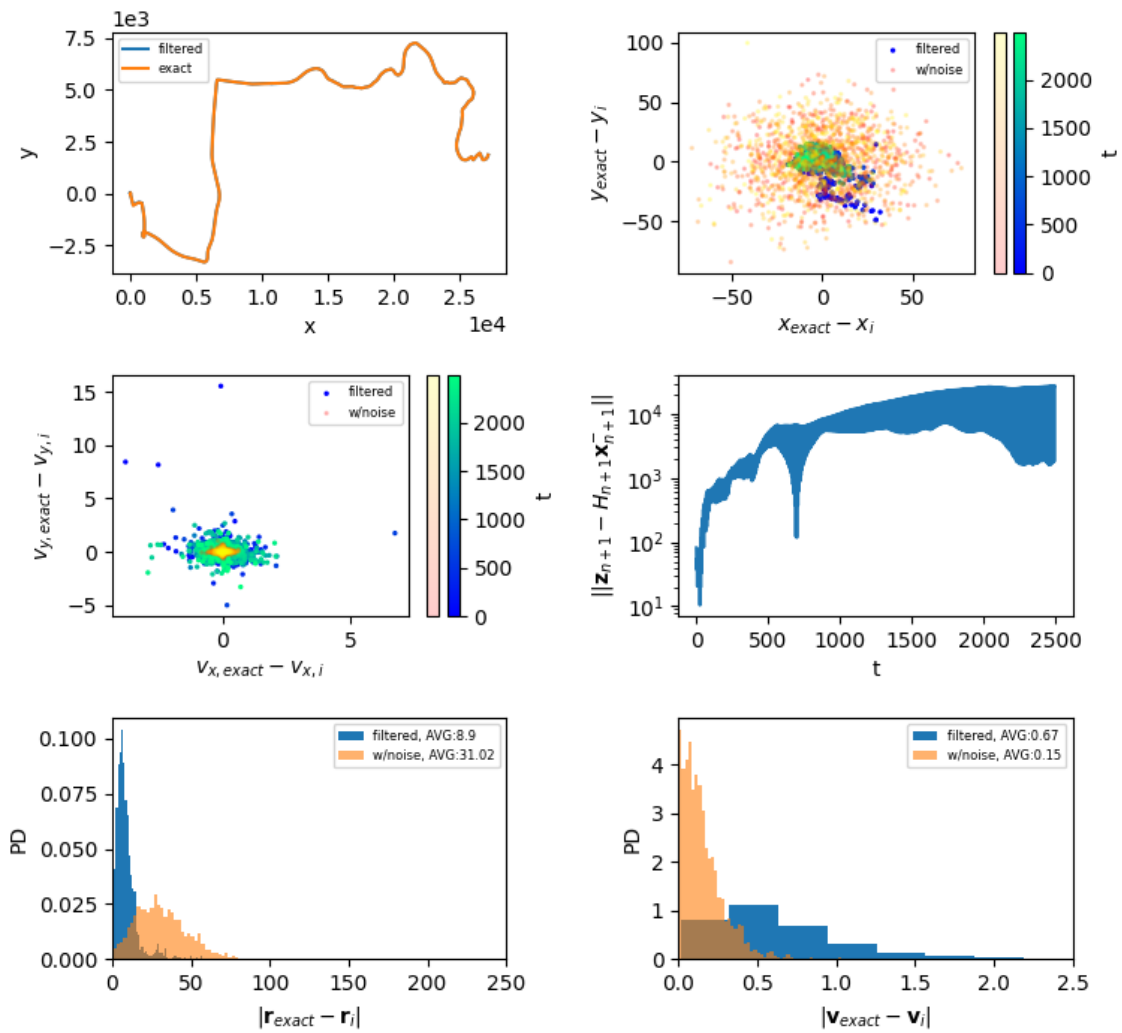 1e3
7.5
5.0
2.5
0.0
−2.5
y
filtered
exact
0.0
0.5
1.0
1.5
2.0
2.5
x
1e4
100
50
0
−50
y_exact − y_i
filtered
w/noise
−50
0
50
x_exact − x_i
2000
1500
1000
500
0
t
15
10
5
0
−5
v_y,exact − v_y,i
filtered
w/noise
0
5
v_x,exact − v_x,i
2000
1500
1000
500
0
t
10^4
10^3
10^2
10^1
||z_n+1 − H_n+1 x^−_n+1||
0
500
1000
1500
2000
2500
t
0.100
0.075
0.050
0.025
0.000
PD
filtered, AVG:8.9
w/noise, AVG:31.02
0
50
100
150
200
250
|r_exact − r_i|
4
3
2
1
0
PD
filtered, AVG:0.67
w/noise, AVG:0.15
0.0
0.5
1.0
1.5
2.0
2.5
|v_exact − v_i|